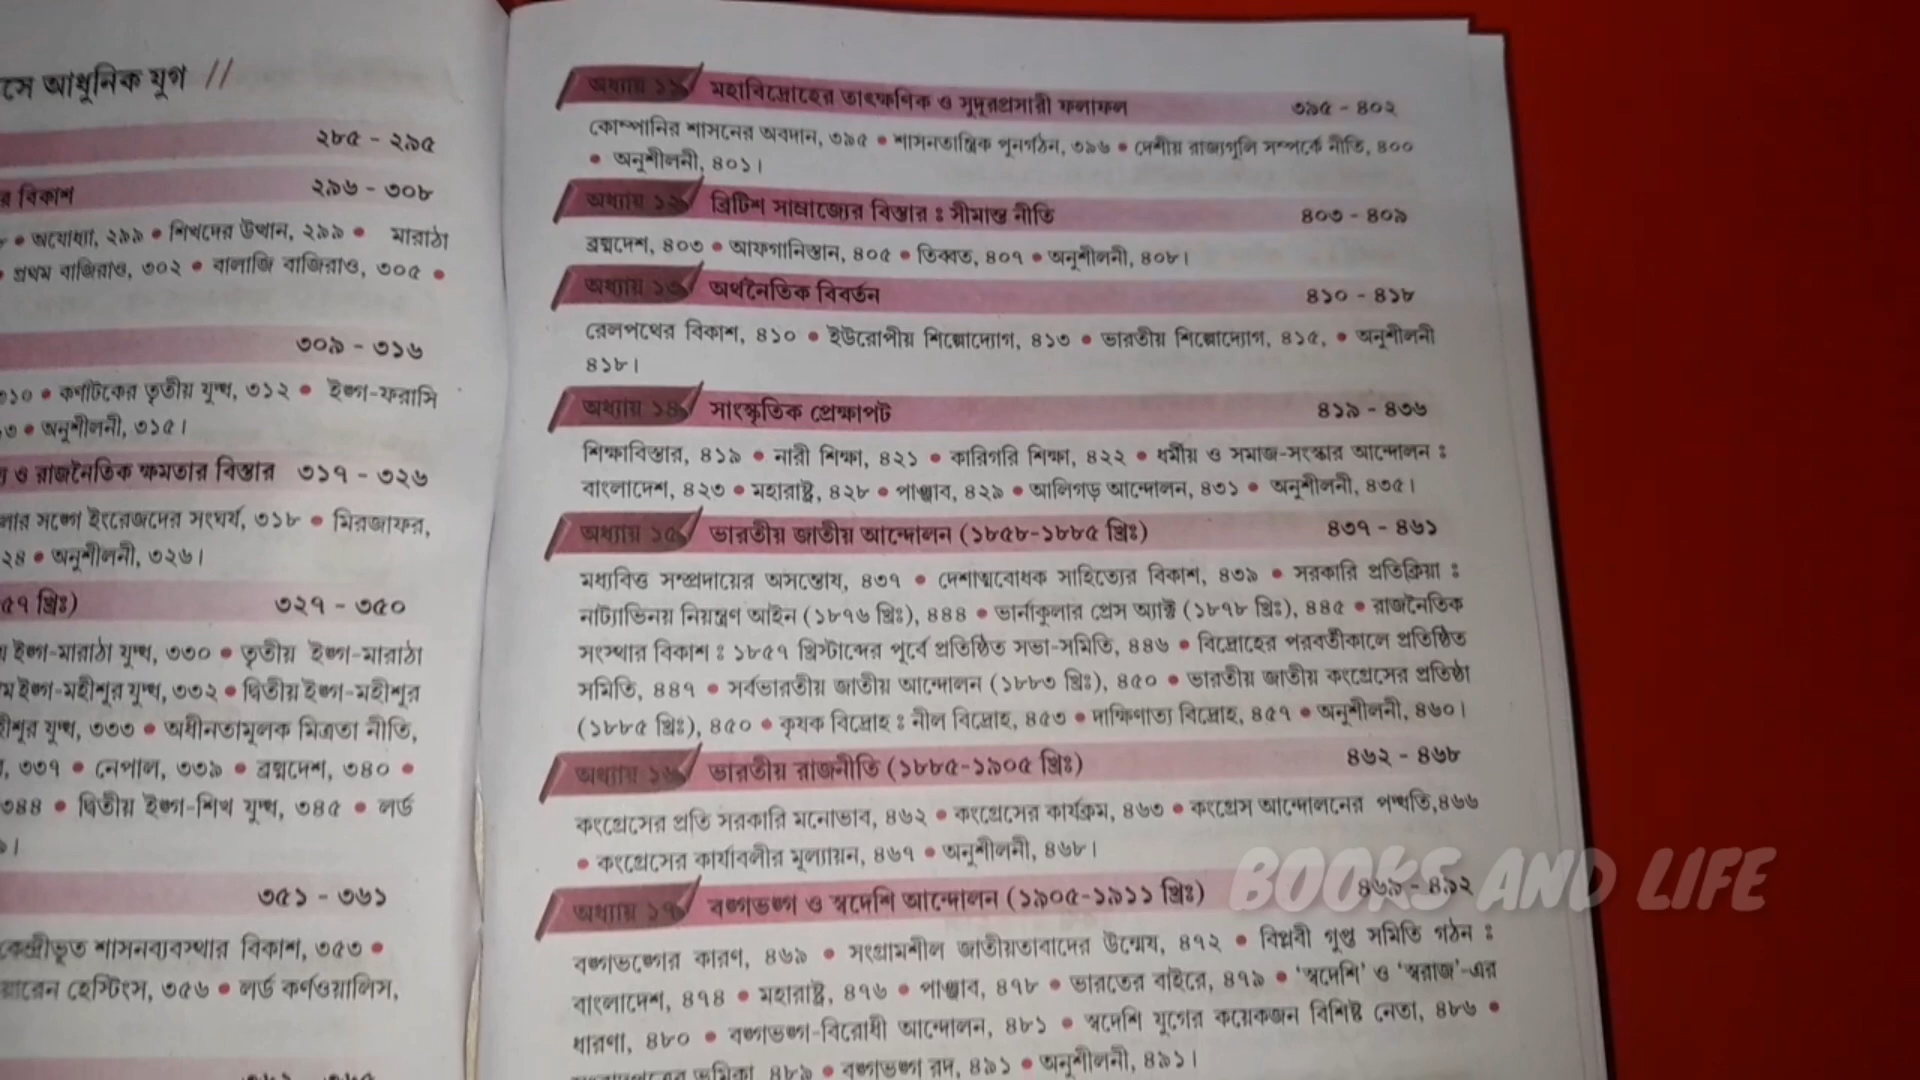 সে আধুনিক যুগ //
২৮৫ - ২৯৫
র বিকাশ ২৯৬ - ৩০৮
• অযোধ্যা, ২৯৯ • শিখদের উত্থান, ২৯৯ • মারাঠা
• প্রথম বাজিরাও, ৩০২ • বালাজি বাজিরাও, ৩০৫ •
৩০৯ - ৩১৬
৩১০ • কর্ণাটকের তৃতীয় যুদ্ধ, ৩১২ • ইঙ্গ-ফরাসি
৩ • অনুশীলনী, ৩১৫।
ও রাজনৈতিক ক্ষমতার বিস্তার ৩১৭ - ৩২৬
লার সঙ্গে ইংরেজদের সংঘর্ষ, ৩১৮ • মিরজাফর,
২৪ • অনুশীলনী, ৩২৬।
৫৭ খ্রিঃ) ৩২৭ - ৩৫০
ইঙ্গ-মারাঠা যুদ্ধ, ৩৩০ • তৃতীয় ইঙ্গ-মারাঠা
ম ইঙ্গ-মহীশূর যুদ্ধ, ৩৩২ • দ্বিতীয় ইঙ্গ-মহীশূর
হীশূর যুদ্ধ, ৩৩৩ • অধীনতামূলক মিত্রতা নীতি,
, ৩৩৭ • নেপাল, ৩৩৯ • ব্রহ্মদেশ, ৩৪০ •
৩৪৪ • দ্বিতীয় ইঙ্গ-শিখ যুদ্ধ, ৩৪৫ • লর্ড
৩৫১ - ৩৬১
কেন্দ্রীভূত শাসনব্যবস্থার বিকাশ, ৩৫৩ •
য়ারেন হেস্টিংস, ৩৫৬ • লর্ড কর্ণওয়ালিস,
অধ্যায় ১১ মহাবিদ্রোহের তাৎক্ষণিক ও সুদূরপ্রসারী ফলাফল ৩৯৫ - ৪০২
কোম্পানির শাসনের অবদান, ৩৯৫ • শাসনতান্ত্রিক পুনর্গঠন, ৩৯৬ • দেশীয় রাজ্যগুলি সম্পর্কে নীতি, ৪০০
• অনুশীলনী, ৪০১।
অধ্যায় ১২ ব্রিটিশ সাম্রাজ্যের বিস্তার : সীমান্ত নীতি ৪০৩ - ৪০৯
ব্রহ্মদেশ, ৪০৩ • আফগানিস্তান, ৪০৫ • তিব্বত, ৪০৭ • অনুশীলনী, ৪০৮।
অধ্যায় ১৩ অর্থনৈতিক বিবর্তন ৪১০ - ৪১৮
রেলপথের বিকাশ, ৪১০ • ইউরোপীয় শিল্পোদ্যোগ, ৪১৩ • ভারতীয় শিল্পোদ্যোগ, ৪১৫, • অনুশীলনী
৪১৮।
অধ্যায় ১৪ সাংস্কৃতিক প্রেক্ষাপট ৪১৯ - ৪৩৬
শিক্ষাবিস্তার, ৪১৯ • নারী শিক্ষা, ৪২১ • কারিগরি শিক্ষা, ৪২২ • ধর্মীয় ও সমাজ-সংস্কার আন্দোলন :
বাংলাদেশ, ৪২৩ • মহারাষ্ট্র, ৪২৮ • পাঞ্জাব, ৪২৯ • আলিগড় আন্দোলন, ৪৩১ • অনুশীলনী, ৪৩৫।
অধ্যায় ১৫ ভারতীয় জাতীয় আন্দোলন (১৮৫৮-১৮৮৫ খ্রিঃ) ৪৩৭ - ৪৬১
মধ্যবিত্ত সম্প্রদায়ের অসন্তোষ, ৪৩৭ • দেশাত্মবোধক সাহিত্যের বিকাশ, ৪৩৯ • সরকারি প্রতিক্রিয়া :
নাট্যাভিনয় নিয়ন্ত্রণ আইন (১৮৭৬ খ্রিঃ), ৪৪৪ • ভার্নাকুলার প্রেস অ্যাক্ট (১৮৭৮ খ্রিঃ), ৪৪৫ • রাজনৈতিক
সংস্থার বিকাশ : ১৮৫৭ খ্রিস্টাব্দের পূর্বে প্রতিষ্ঠিত সভা-সমিতি, ৪৪৬ • বিদ্রোহের পরবর্তীকালে প্রতিষ্ঠিত
সমিতি, ৪৪৭ • সর্বভারতীয় জাতীয় আন্দোলন (১৮৮৩ খ্রিঃ), ৪৫০ • ভারতীয় জাতীয় কংগ্রেসের প্রতিষ্ঠা
(১৮৮৫ খ্রিঃ), ৪৫০ • কৃষক বিদ্রোহ : নীল বিদ্রোহ, ৪৫৩ • দাক্ষিণাত্য বিদ্রোহ, ৪৫৭ • অনুশীলনী, ৪৬০।
অধ্যায় ১৬ ভারতীয় রাজনীতি (১৮৮৫-১৯০৫ খ্রিঃ) ৪৬২ - ৪৬৮
কংগ্রেসের প্রতি সরকারি মনোভাব, ৪৬২ • কংগ্রেসের কার্যক্রম, ৪৬৩ • কংগ্রেস আন্দোলনের পদ্ধতি,৪৬৬
• কংগ্রেসের কার্যাবলীর মূল্যায়ন, ৪৬৭ • অনুশীলনী, ৪৬৮।
অধ্যায় ১৭ বঙ্গভঙ্গ ও স্বদেশি আন্দোলন (১৯০৫-১৯১১ খ্রিঃ) ৪৬৯ - ৪৯২
BOOKS AND LIFE
বঙ্গভঙ্গের কারণ, ৪৬৯ • সংগ্রামশীল জাতীয়তাবাদের উন্মেষ, ৪৭২ • বিপ্লবী গুপ্ত সমিতি গঠন :
বাংলাদেশ, ৪৭৪ • মহারাষ্ট্র, ৪৭৬ • পাঞ্জাব, ৪৭৮ • ভারতের বাইরে, ৪৭৯ • ‘স্বদেশি’ ও ‘স্বরাজ’-এর
ধারণা, ৪৮০ • বঙ্গভঙ্গ-বিরোধী আন্দোলন, ৪৮১ • স্বদেশি যুগের কয়েকজন বিশিষ্ট নেতা, ৪৮৬ •
ভূমিকা, ৪৮৯ • বঙ্গভঙ্গ রদ, ৪৯১ • অনুশীলনী, ৪৯১।